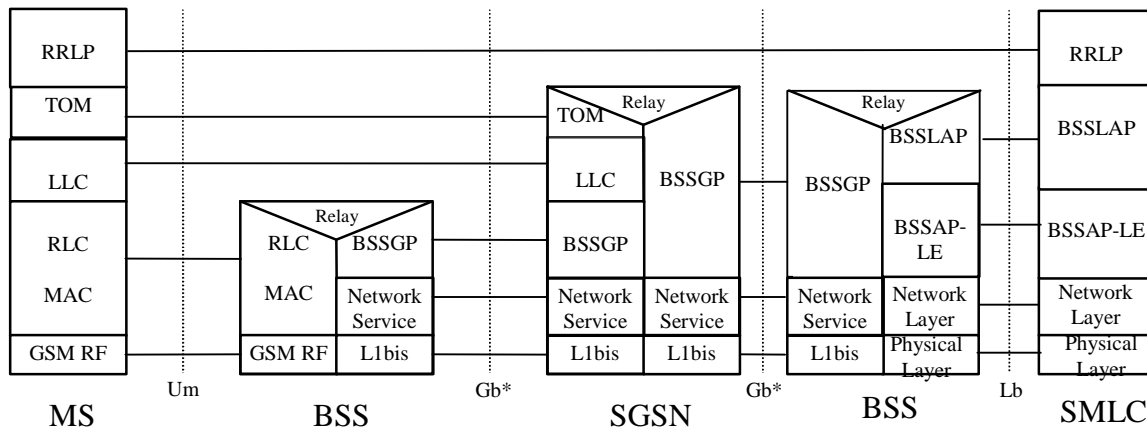 RRLP
TOM
LLC
RLC
MAC
GSM RF
MS
Um
Relay
RLC
BSSGP
MAC
Network
Service
GSM RF
L1bis
BSS
Gb*
Relay
TOM
LLC
BSSGP
BSSGP
Network
Service
Network
Service
L1bis
L1bis
SGSN
Gb*
Relay
BSSGP
BSSLAP
BSSAP-
LE
Network
Service
Network
Layer
L1bis
Physical
Layer
BSS
Lb
RRLP
BSSLAP
BSSAP-LE
Network
Layer
Physical
Layer
SMLC